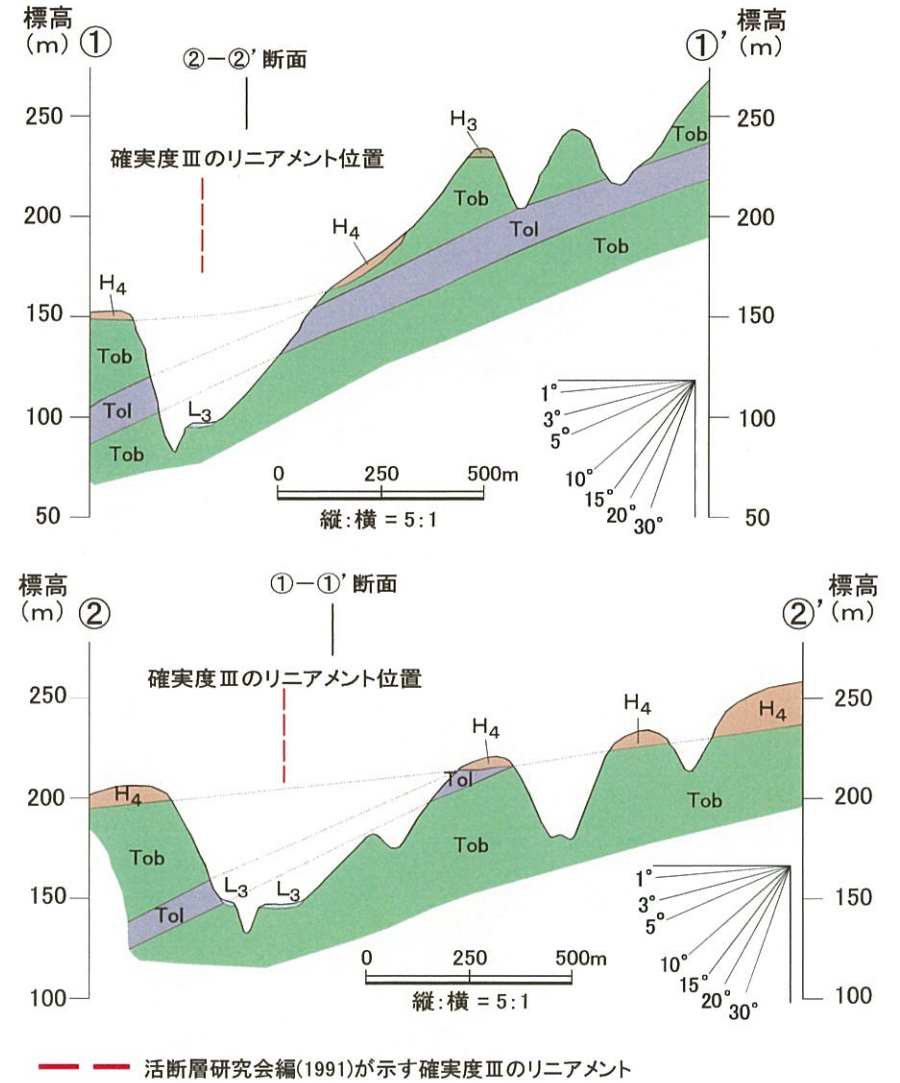 標高
(m) ①
②－②’断面
①’ 標高
(m)
確実度Ⅲのリニアメント位置
250
200
150
100
50
250
200
150
100
50
H4
Tob
Tol
Tob
L3
H4
H3
Tob
Tol
Tob
Tob
0 250 500m
縦：横 = 5：1
1°
3°
5°
10°
15°
20°
30°
標高
(m) ②
①－①’断面
②’ 標高
(m)
確実度Ⅲのリニアメント位置
250
200
150
100
250
200
150
100
H4
Tob
Tol
L3
L3
H4
Tol
Tob
H4
H4
Tob
0 250 500m
縦：横 = 5：1
1°
3°
5°
10°
15°
20°
30°
活断層研究会編(1991)が示す確実度Ⅲのリニアメント